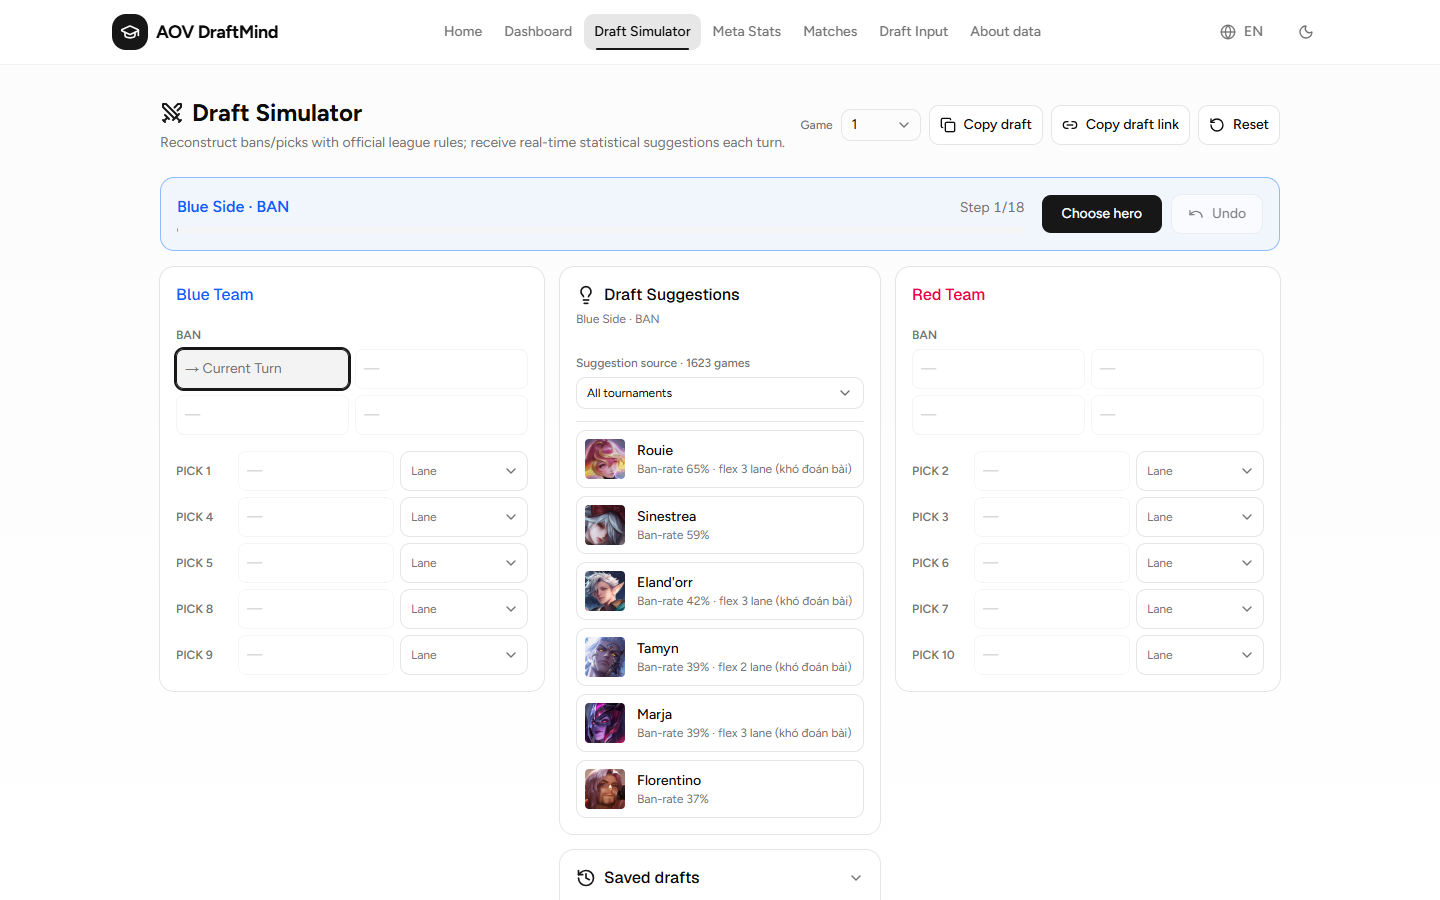 AOV DraftMind
Home
Dashboard
Draft Simulator
Meta Stats
Matches
Draft Input
About data
EN
Draft Simulator
Reconstruct bans/picks with official league rules; receive real-time statistical suggestions each turn.
Game
1
Copy draft
Copy draft link
Reset
Blue Side · BAN
Step 1/18
Choose hero
Undo
Blue Team
BAN
→ Current Turn
—
—
—
PICK 1
—
Lane
PICK 4
—
Lane
PICK 5
—
Lane
PICK 8
—
Lane
PICK 9
—
Lane
Draft Suggestions
Blue Side · BAN
Suggestion source · 1623 games
All tournaments
Rouie
Ban-rate 65% · flex 3 lane (khó đoán bài)
Sinestrea
Ban-rate 59%
Eland'orr
Ban-rate 42% · flex 3 lane (khó đoán bài)
Tamyn
Ban-rate 39% · flex 2 lane (khó đoán bài)
Marja
Ban-rate 39% · flex 3 lane (khó đoán bài)
Florentino
Ban-rate 37%
Saved drafts
Red Team
BAN
—
—
—
—
PICK 2
—
Lane
PICK 3
—
Lane
PICK 6
—
Lane
PICK 7
—
Lane
PICK 10
—
Lane